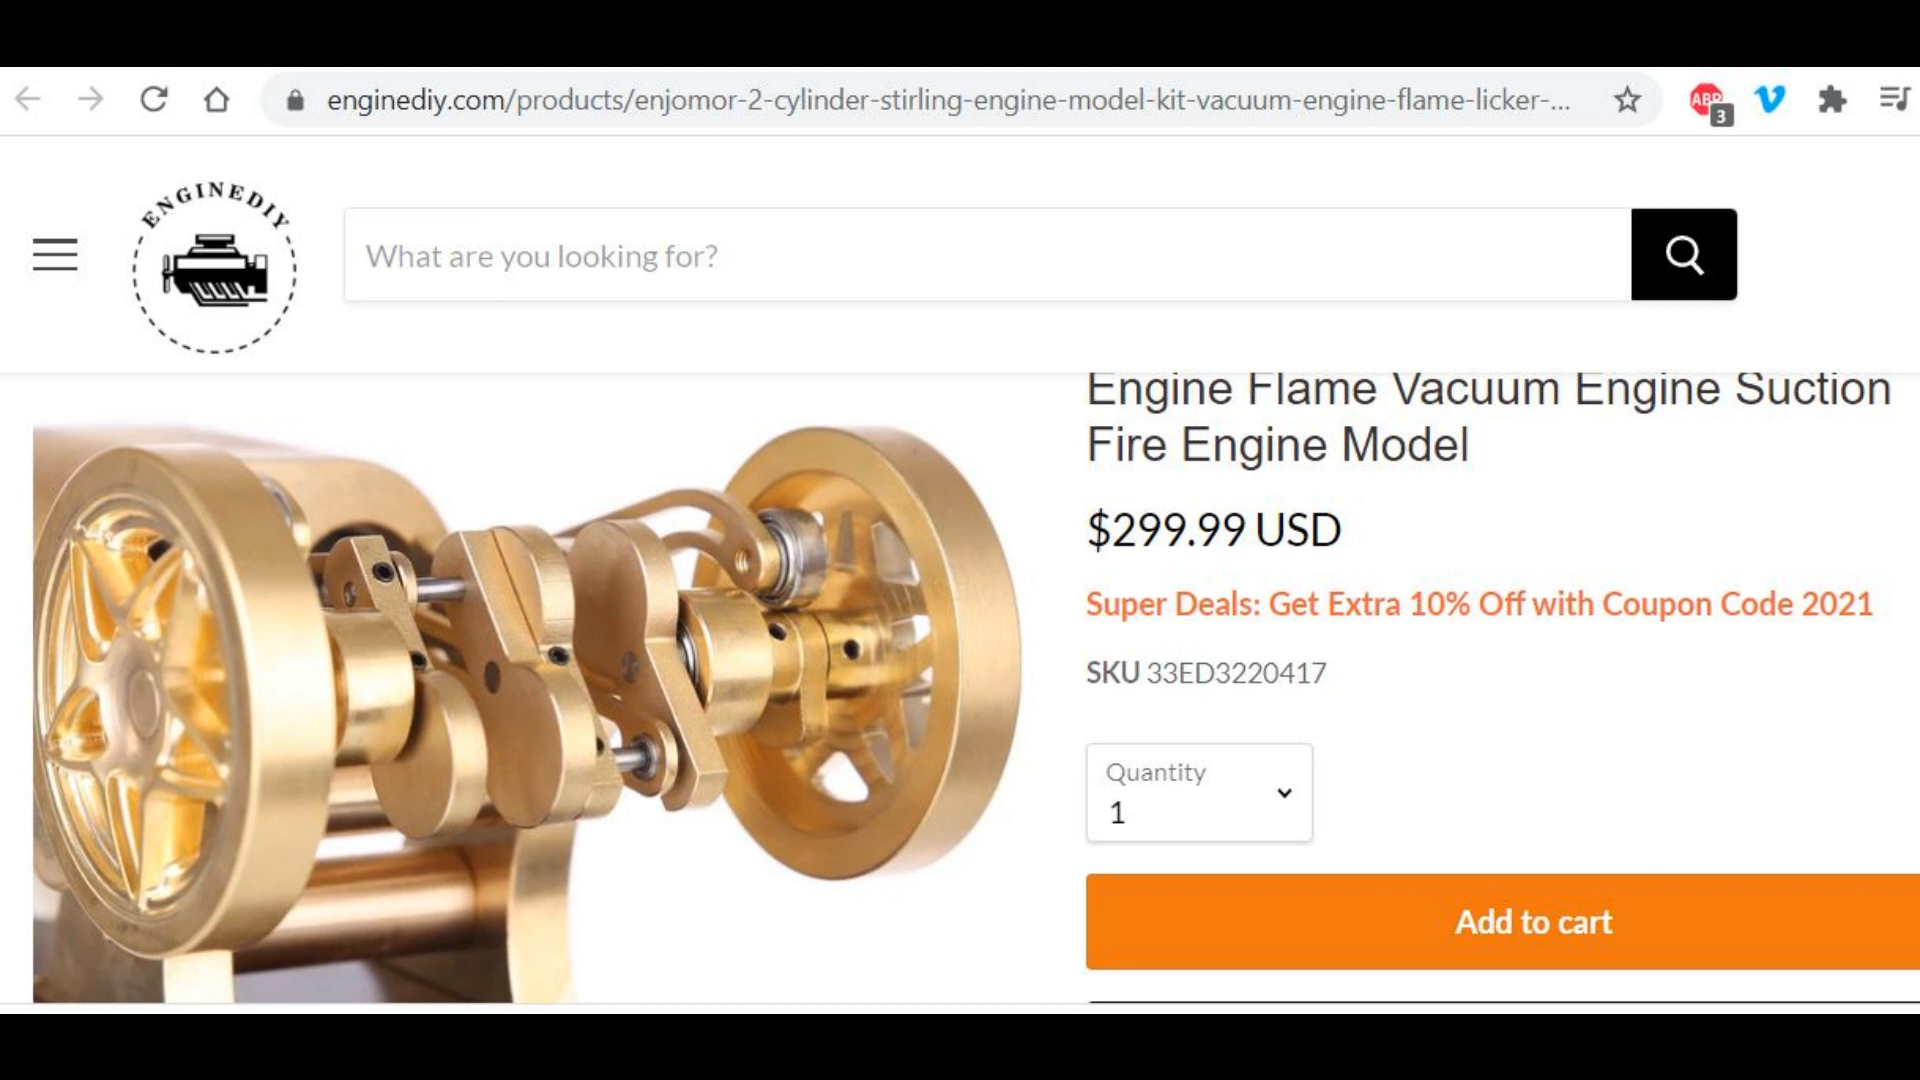 enginediy.com/products/enjomor-2-cylinder-stirling-engine-model-kit-vacuum-engine-flame-licker-...
ABP
3
ENGINEDIY
What are you looking for?
Engine Flame Vacuum Engine Suction
Fire Engine Model
$299.99 USD
Super Deals: Get Extra 10% Off with Coupon Code 2021
SKU 33ED3220417
Quantity
1
Add to cart